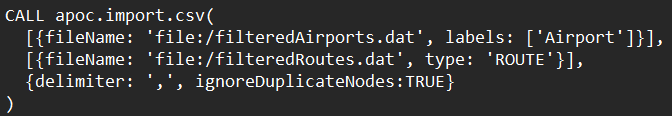 CALL apoc.import.csv(
  [{fileName: 'file:/filteredAirports.dat', labels: ['Airport']}],
  [{fileName: 'file:/filteredRoutes.dat', type: 'ROUTE'}],
  {delimiter: ',', ignoreDuplicateNodes:TRUE}
)